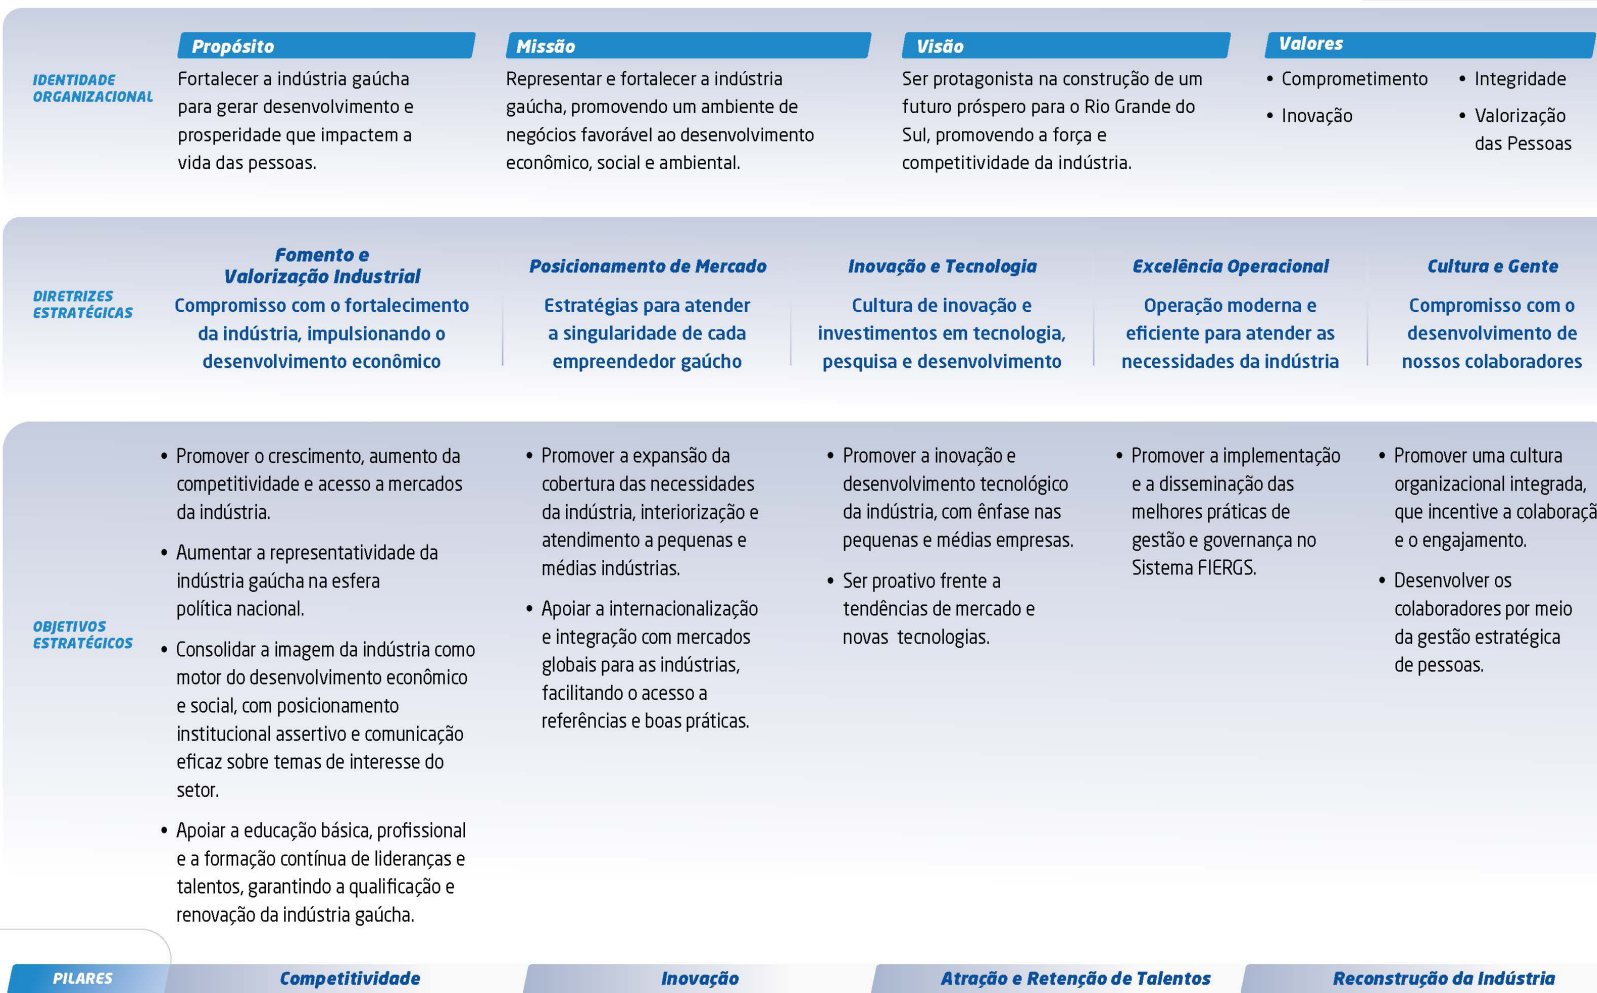 IDENTIDADE
ORGANIZACIONAL
Propósito
Fortalecer a indústria gaúcha
para gerar desenvolvimento e
prosperidade que impactem a
vida das pessoas.
Missão
Representar e fortalecer a indústria
gaúcha, promovendo um ambiente de
negócios favorável ao desenvolvimento
econômico, social e ambiental.
Visão
Ser protagonista na construção de um
futuro próspero para o Rio Grande do
Sul, promovendo a força e
competitividade da indústria.
Valores
• Comprometimento
• Inovação
• Integridade
• Valorização
das Pessoas
DIRETRIZES
ESTRATÉGICAS
Fomento e
Valorização Industrial
Compromisso com o fortalecimento
da indústria, impulsionando o
desenvolvimento econômico
Posicionamento de Mercado
Estratégias para atender
a singularidade de cada
empreendedor gaúcho
Inovação e Tecnologia
Cultura de inovação e
investimentos em tecnologia,
pesquisa e desenvolvimento
Excelência Operacional
Operação moderna e
eficiente para atender as
necessidades da indústria
Cultura e Gente
Compromisso com o
desenvolvimento de
nossos colaboradores
OBJETIVOS
ESTRATÉGICOS
• Promover o crescimento, aumento da
competitividade e acesso a mercados
da indústria.
• Aumentar a representatividade da
indústria gaúcha na esfera
política nacional.
• Consolidar a imagem da indústria como
motor do desenvolvimento econômico
e social, com posicionamento
institucional assertivo e comunicação
eficaz sobre temas de interesse do
setor.
• Apoiar a educação básica, profissional
e a formação contínua de lideranças e
talentos, garantindo a qualificação e
renovação da indústria gaúcha.
• Promover a expansão da
cobertura das necessidades
da indústria, interiorização e
atendimento a pequenas e
médias indústrias.
• Apoiar a internacionalização
e integração com mercados
globais para as indústrias,
facilitando o acesso a
referências e boas práticas.
• Promover a inovação e
desenvolvimento tecnológico
da indústria, com ênfase nas
pequenas e médias empresas.
• Ser proativo frente a
tendências de mercado e
novas tecnologias.
• Promover a implementação
e a disseminação das
melhores práticas de
gestão e governança no
Sistema FIERGS.
• Promover uma cultura
organizacional integrada,
que incentive a colaboraçã
e o engajamento.
• Desenvolver os
colaboradores por meio
da gestão estratégica
de pessoas.
PILARES
Competitividade
Inovação
Atração e Retenção de Talentos
Reconstrução da Indústria